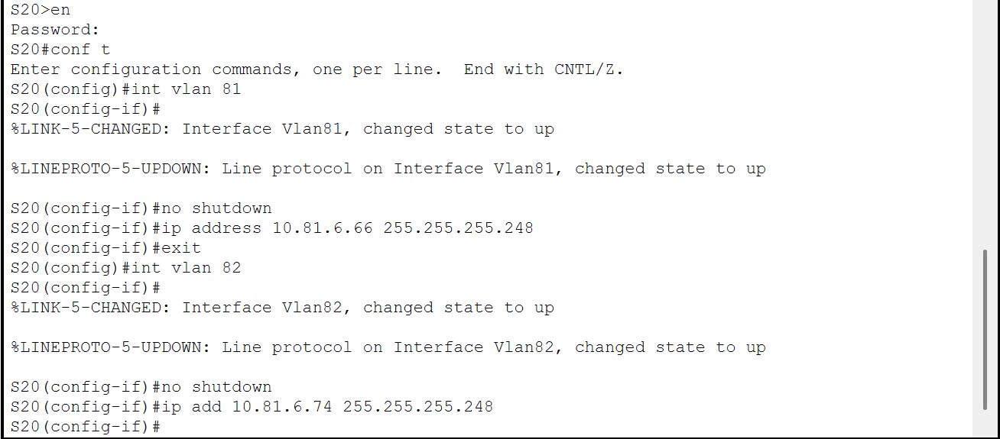 S20>en
Password:
S20#conf t
Enter configuration commands, one per line.  End with CNTL/Z.
S20(config)#int vlan 81
S20(config-if)#
%LINK-5-CHANGED: Interface Vlan81, changed state to up
%LINEPROTO-5-UPDOWN: Line protocol on Interface Vlan81, changed state to up
S20(config-if)#no shutdown
S20(config-if)#ip address 10.81.6.66 255.255.255.248
S20(config-if)#exit
S20(config)#int vlan 82
S20(config-if)#
%LINK-5-CHANGED: Interface Vlan82, changed state to up
%LINEPROTO-5-UPDOWN: Line protocol on Interface Vlan82, changed state to up
S20(config-if)#no shutdown
S20(config-if)#ip add 10.81.6.74 255.255.255.248
S20(config-if)#